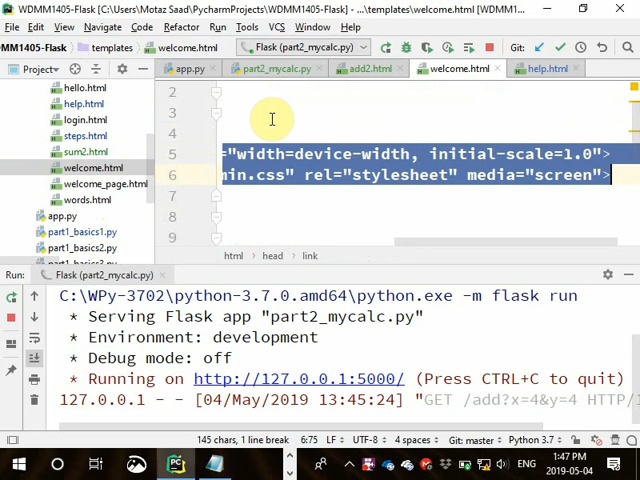 DMM1405-Flask [C:\Users\Motaz Saad\PycharmProjects\WDMM1405-Flask] - ...\templates\welcome.html [WDMM1405-...
File Edit View Navigate Code Refactor Run Tools VCS Window Help
DMM1405-Flask templates welcome.html Flask (part2_mycalc.py) Git:
Project app.py part2_mycalc.py add2.html welcome.html help.html
hello.html
help.html
login.html
steps.html
sum2.html
welcome.html
welcome_page.html
words.html
app.py
part1_basics1.py
part1_basics2.py
part1_basics3.py
2
3
4
5 ="width=device-width, initial-scale=1.0">
6 min.css" rel="stylesheet" media="screen">
7
8
9
html head link
Run: Flask (part2_mycalc.py)
C:\WPy-3702\python-3.7.0.amd64\python.exe -m flask run
* Serving Flask app "part2_mycalc.py"
* Environment: development
* Debug mode: off
* Running on http://127.0.0.1:5000/ (Press CTRL+C to quit)
127.0.0.1 - - [04/May/2019 13:45:24] "GET /add?x=4&y=4 HTTP/1
145 chars, 1 line break 6:75 LF UTF-8 4 spaces Git: master Python 3.7
ENG 1:47 PM
2019-05-04